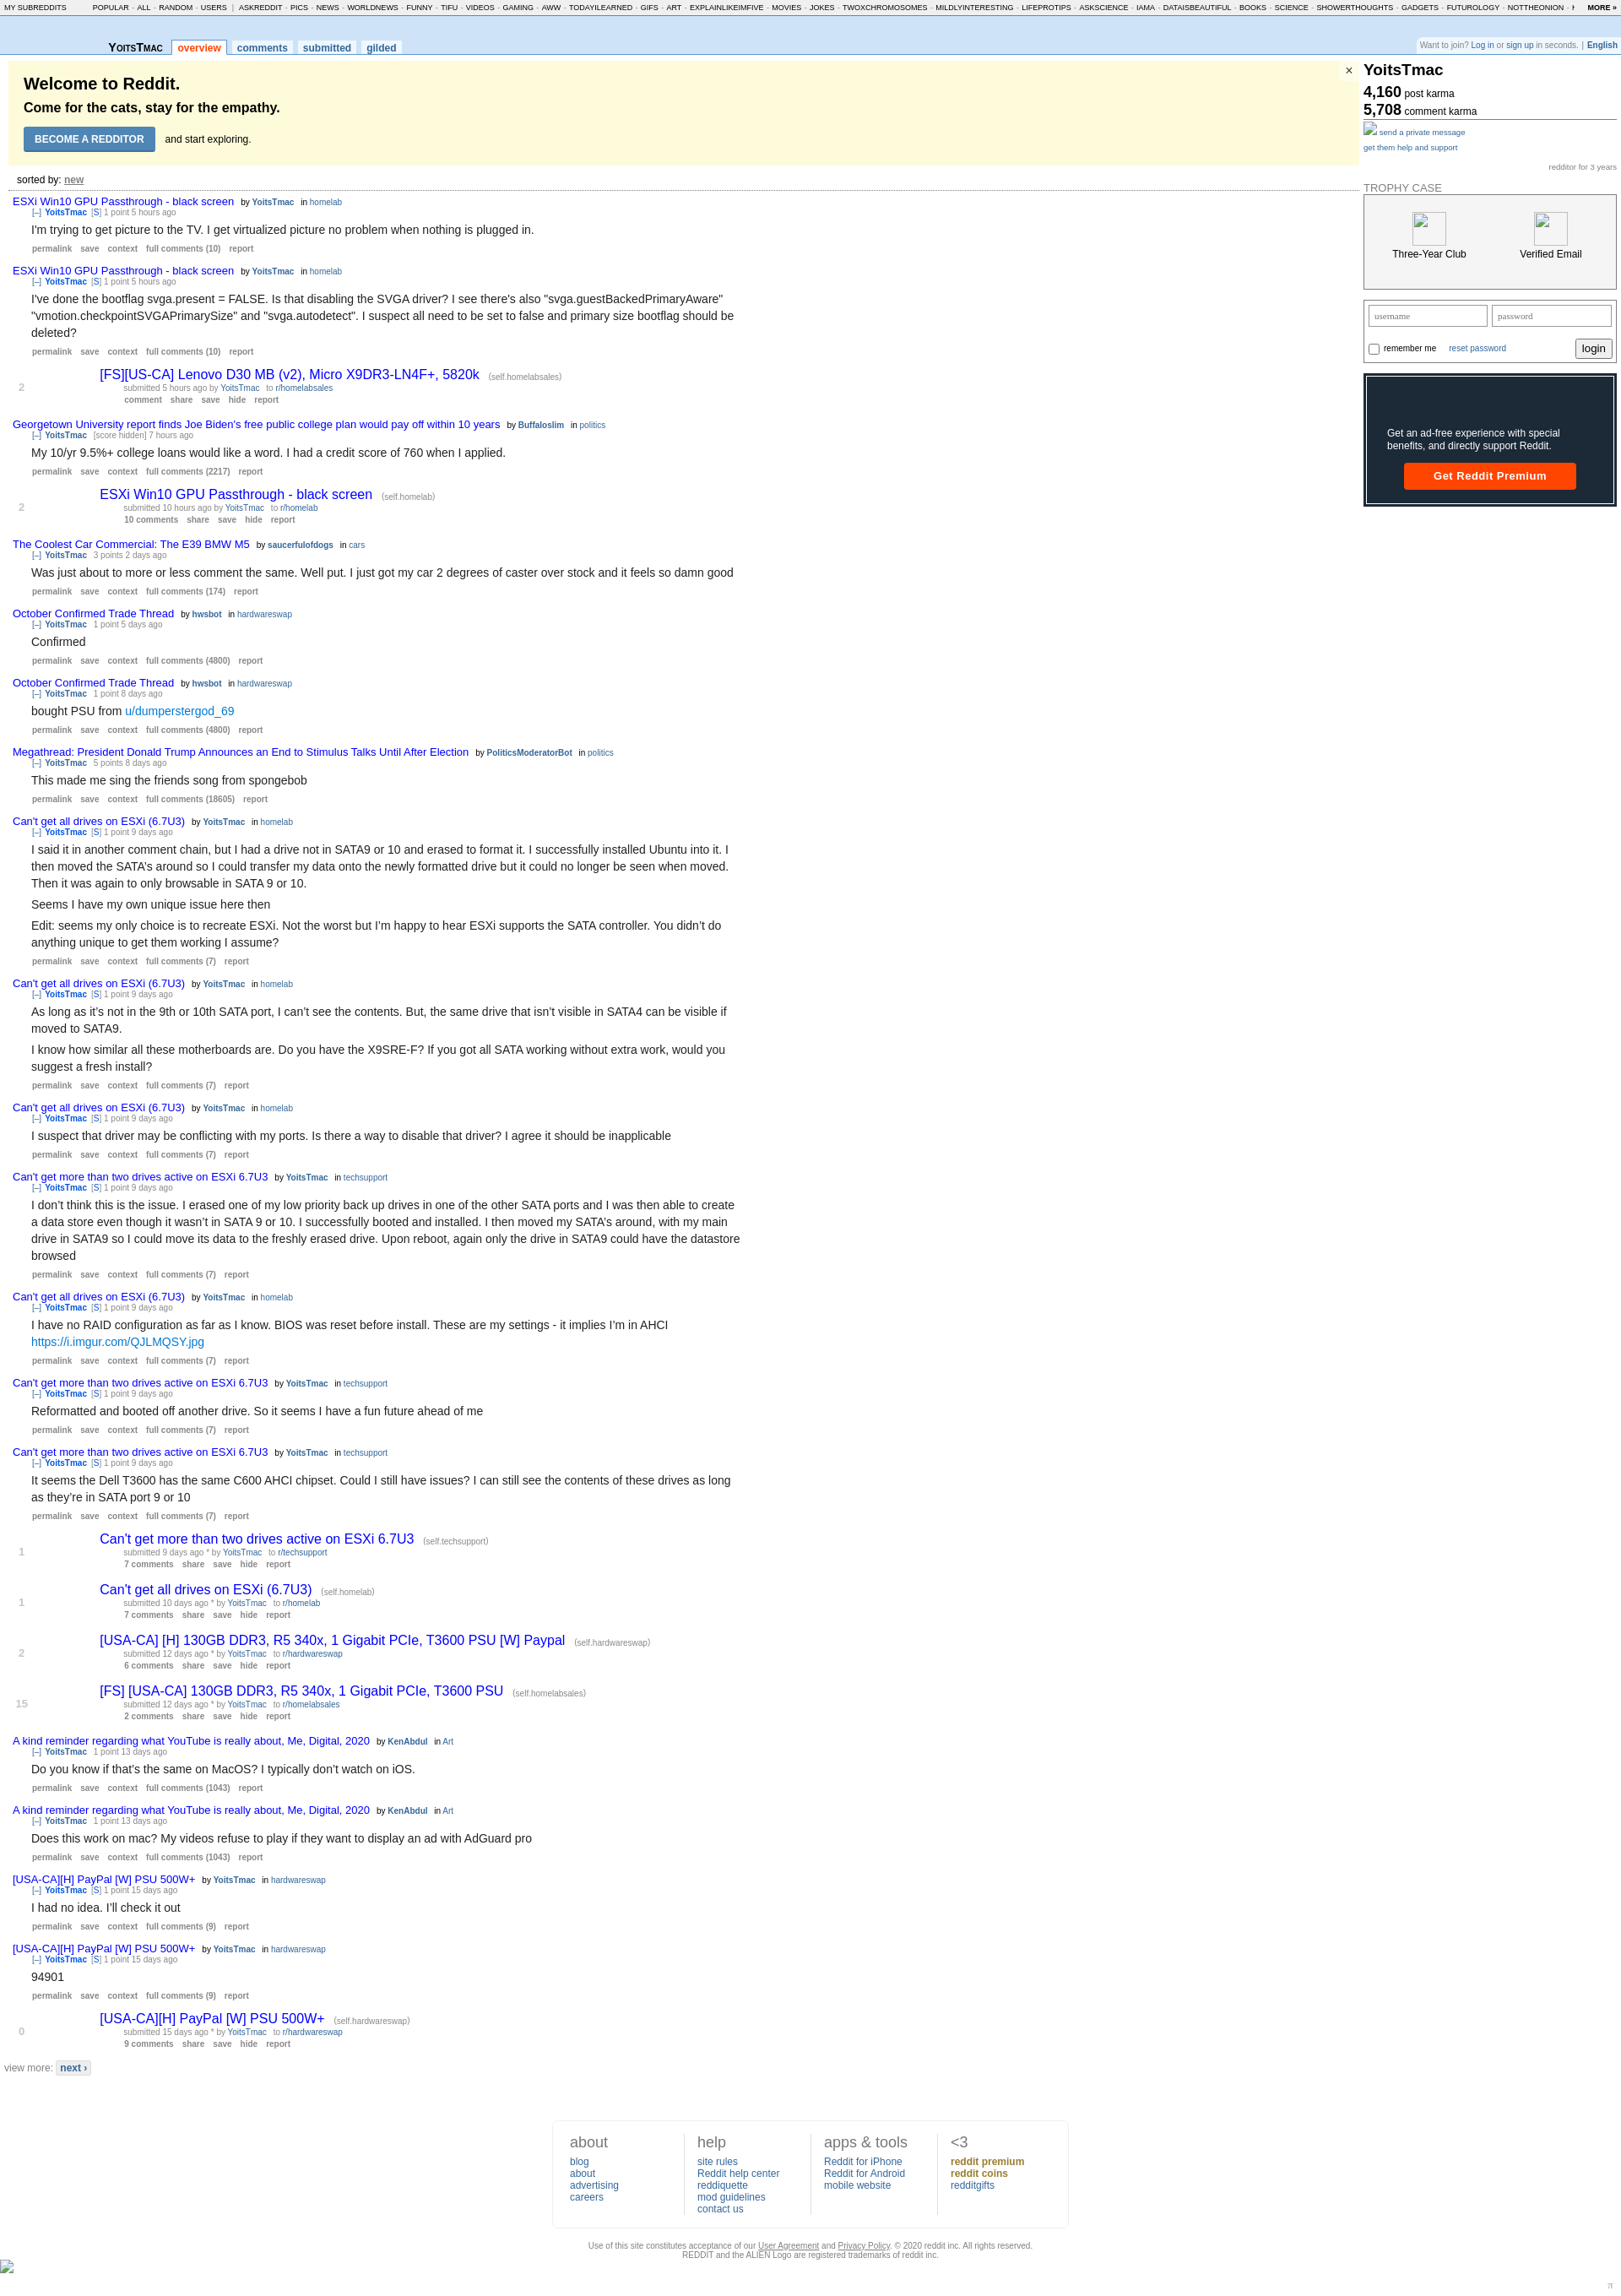 MY SUBREDDITS POPULAR - ALL - RANDOM - USERS | ASKREDDIT - PICS - NEWS - WORLDNEWS - FUNNY - TIFU - VIDEOS - GAMING - AWW - TODAYILEARNED - GIFS - ART - EXPLAINLIKEIMFIVE - MOVIES - JOKES - TWOXCHROMOSOMES - MILDLYINTERESTING - LIFEPROTIPS - ASKSCIENCE - IAMA - DATAISBEAUTIFUL - BOOKS - SCIENCE - SHOWERTHOUGHTS - GADGETS - FUTUROLOGY - NOTTHEONION - MORE »
YoitsTmac overview comments submitted gilded
Want to join? Log in or sign up in seconds. | English
Welcome to Reddit.
Come for the cats, stay for the empathy.
BECOME A REDDITOR and start exploring.
×
sorted by: new
ESXi Win10 GPU Passthrough - black screen by YoitsTmac in homelab
[–] YoitsTmac [S] 1 point 5 hours ago
I'm trying to get picture to the TV. I get virtualized picture no problem when nothing is plugged in.
permalink save context full comments (10) report
ESXi Win10 GPU Passthrough - black screen by YoitsTmac in homelab
[–] YoitsTmac [S] 1 point 5 hours ago
I've done the bootflag svga.present = FALSE. Is that disabling the SVGA driver? I see there's also "svga.guestBackedPrimaryAware"
"vmotion.checkpointSVGAPrimarySize" and "svga.autodetect". I suspect all need to be set to false and primary size bootflag should be
deleted?
permalink save context full comments (10) report
2
[FS][US-CA] Lenovo D30 MB (v2), Micro X9DR3-LN4F+, 5820k (self.homelabsales)
submitted 5 hours ago by YoitsTmac to r/homelabsales
comment share save hide report
Georgetown University report finds Joe Biden's free public college plan would pay off within 10 years by Buffaloslim in politics
[–] YoitsTmac [score hidden] 7 hours ago
My 10/yr 9.5%+ college loans would like a word. I had a credit score of 760 when I applied.
permalink save context full comments (2217) report
2
ESXi Win10 GPU Passthrough - black screen (self.homelab)
submitted 10 hours ago by YoitsTmac to r/homelab
10 comments share save hide report
The Coolest Car Commercial: The E39 BMW M5 by saucerfulofdogs in cars
[–] YoitsTmac 3 points 2 days ago
Was just about to more or less comment the same. Well put. I just got my car 2 degrees of caster over stock and it feels so damn good
permalink save context full comments (174) report
October Confirmed Trade Thread by hwsbot in hardwareswap
[–] YoitsTmac 1 point 5 days ago
Confirmed
permalink save context full comments (4800) report
October Confirmed Trade Thread by hwsbot in hardwareswap
[–] YoitsTmac 1 point 8 days ago
bought PSU from u/dumperstergod_69
permalink save context full comments (4800) report
Megathread: President Donald Trump Announces an End to Stimulus Talks Until After Election by PoliticsModeratorBot in politics
[–] YoitsTmac 5 points 8 days ago
This made me sing the friends song from spongebob
permalink save context full comments (18605) report
Can't get all drives on ESXi (6.7U3) by YoitsTmac in homelab
[–] YoitsTmac [S] 1 point 9 days ago
I said it in another comment chain, but I had a drive not in SATA9 or 10 and erased to format it. I successfully installed Ubuntu into it. I
then moved the SATA's around so I could transfer my data onto the newly formatted drive but it could no longer be seen when moved.
Then it was again to only browsable in SATA 9 or 10.
Seems I have my own unique issue here then
Edit: seems my only choice is to recreate ESXi. Not the worst but I'm happy to hear ESXi supports the SATA controller. You didn't do
anything unique to get them working I assume?
permalink save context full comments (7) report
Can't get all drives on ESXi (6.7U3) by YoitsTmac in homelab
[–] YoitsTmac [S] 1 point 9 days ago
As long as it's not in the 9th or 10th SATA port, I can't see the contents. But, the same drive that isn't visible in SATA4 can be visible if
moved to SATA9.
I know how similar all these motherboards are. Do you have the X9SRE-F? If you got all SATA working without extra work, would you
suggest a fresh install?
permalink save context full comments (7) report
Can't get all drives on ESXi (6.7U3) by YoitsTmac in homelab
[–] YoitsTmac [S] 1 point 9 days ago
I suspect that driver may be conflicting with my ports. Is there a way to disable that driver? I agree it should be inapplicable
permalink save context full comments (7) report
Can't get more than two drives active on ESXi 6.7U3 by YoitsTmac in techsupport
[–] YoitsTmac [S] 1 point 9 days ago
I don't think this is the issue. I erased one of my low priority back up drives in one of the other SATA ports and I was then able to create
a data store even though it wasn't in SATA 9 or 10. I successfully booted and installed. I then moved my SATA's around, with my main
drive in SATA9 so I could move its data to the freshly erased drive. Upon reboot, again only the drive in SATA9 could have the datastore
browsed
permalink save context full comments (7) report
Can't get all drives on ESXi (6.7U3) by YoitsTmac in homelab
[–] YoitsTmac [S] 1 point 9 days ago
I have no RAID configuration as far as I know. BIOS was reset before install. These are my settings - it implies I'm in AHCI
https://i.imgur.com/QJLMQSY.jpg
permalink save context full comments (7) report
Can't get more than two drives active on ESXi 6.7U3 by YoitsTmac in techsupport
[–] YoitsTmac [S] 1 point 9 days ago
Reformatted and booted off another drive. So it seems I have a fun future ahead of me
permalink save context full comments (7) report
Can't get more than two drives active on ESXi 6.7U3 by YoitsTmac in techsupport
[–] YoitsTmac [S] 1 point 9 days ago
It seems the Dell T3600 has the same C600 AHCI chipset. Could I still have issues? I can still see the contents of these drives as long
as they're in SATA port 9 or 10
permalink save context full comments (7) report
1
Can't get more than two drives active on ESXi 6.7U3 (self.techsupport)
submitted 9 days ago * by YoitsTmac to r/techsupport
7 comments share save hide report
1
Can't get all drives on ESXi (6.7U3) (self.homelab)
submitted 10 days ago * by YoitsTmac to r/homelab
7 comments share save hide report
2
[USA-CA] [H] 130GB DDR3, R5 340x, 1 Gigabit PCIe, T3600 PSU [W] Paypal (self.hardwareswap)
submitted 12 days ago * by YoitsTmac to r/hardwareswap
6 comments share save hide report
15
[FS] [USA-CA] 130GB DDR3, R5 340x, 1 Gigabit PCIe, T3600 PSU (self.homelabsales)
submitted 12 days ago * by YoitsTmac to r/homelabsales
2 comments share save hide report
A kind reminder regarding what YouTube is really about, Me, Digital, 2020 by KenAbdul in Art
[–] YoitsTmac 1 point 13 days ago
Do you know if that's the same on MacOS? I typically don't watch on iOS.
permalink save context full comments (1043) report
A kind reminder regarding what YouTube is really about, Me, Digital, 2020 by KenAbdul in Art
[–] YoitsTmac 1 point 13 days ago
Does this work on mac? My videos refuse to play if they want to display an ad with AdGuard pro
permalink save context full comments (1043) report
[USA-CA][H] PayPal [W] PSU 500W+ by YoitsTmac in hardwareswap
[–] YoitsTmac [S] 1 point 15 days ago
I had no idea. I'll check it out
permalink save context full comments (9) report
[USA-CA][H] PayPal [W] PSU 500W+ by YoitsTmac in hardwareswap
[–] YoitsTmac [S] 1 point 15 days ago
94901
permalink save context full comments (9) report
0
[USA-CA][H] PayPal [W] PSU 500W+ (self.hardwareswap)
submitted 15 days ago * by YoitsTmac to r/hardwareswap
9 comments share save hide report
view more: next ›
YoitsTmac
4,160 post karma
5,708 comment karma
send a private message
get them help and support
redditor for 3 years
TROPHY CASE
Three-Year Club Verified Email
username password
remember me reset password login
Get an ad-free experience with special
benefits, and directly support Reddit.
Get Reddit Premium
about
blog
about
advertising
careers
help
site rules
Reddit help center
reddiquette
mod guidelines
contact us
apps & tools
Reddit for iPhone
Reddit for Android
mobile website
<3
reddit premium
reddit coins
redditgifts
Use of this site constitutes acceptance of our User Agreement and Privacy Policy. © 2020 reddit inc. All rights reserved.
REDDIT and the ALIEN Logo are registered trademarks of reddit inc.
π